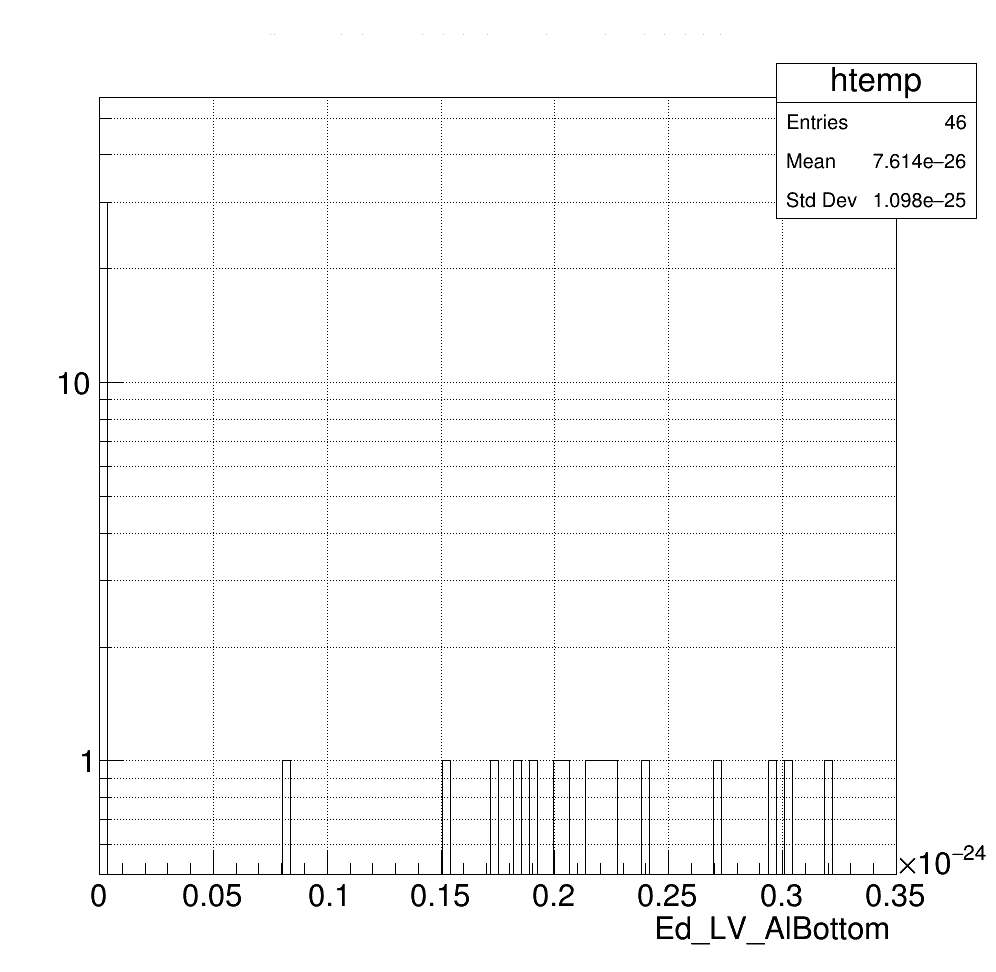 htemp
Entries 46
Mean 7.614e−26
Std Dev 1.098e−25
10
1
0 0.05 0.1 0.15 0.2 0.25 0.3 0.35
×10−24
Ed_LV_AlBottom